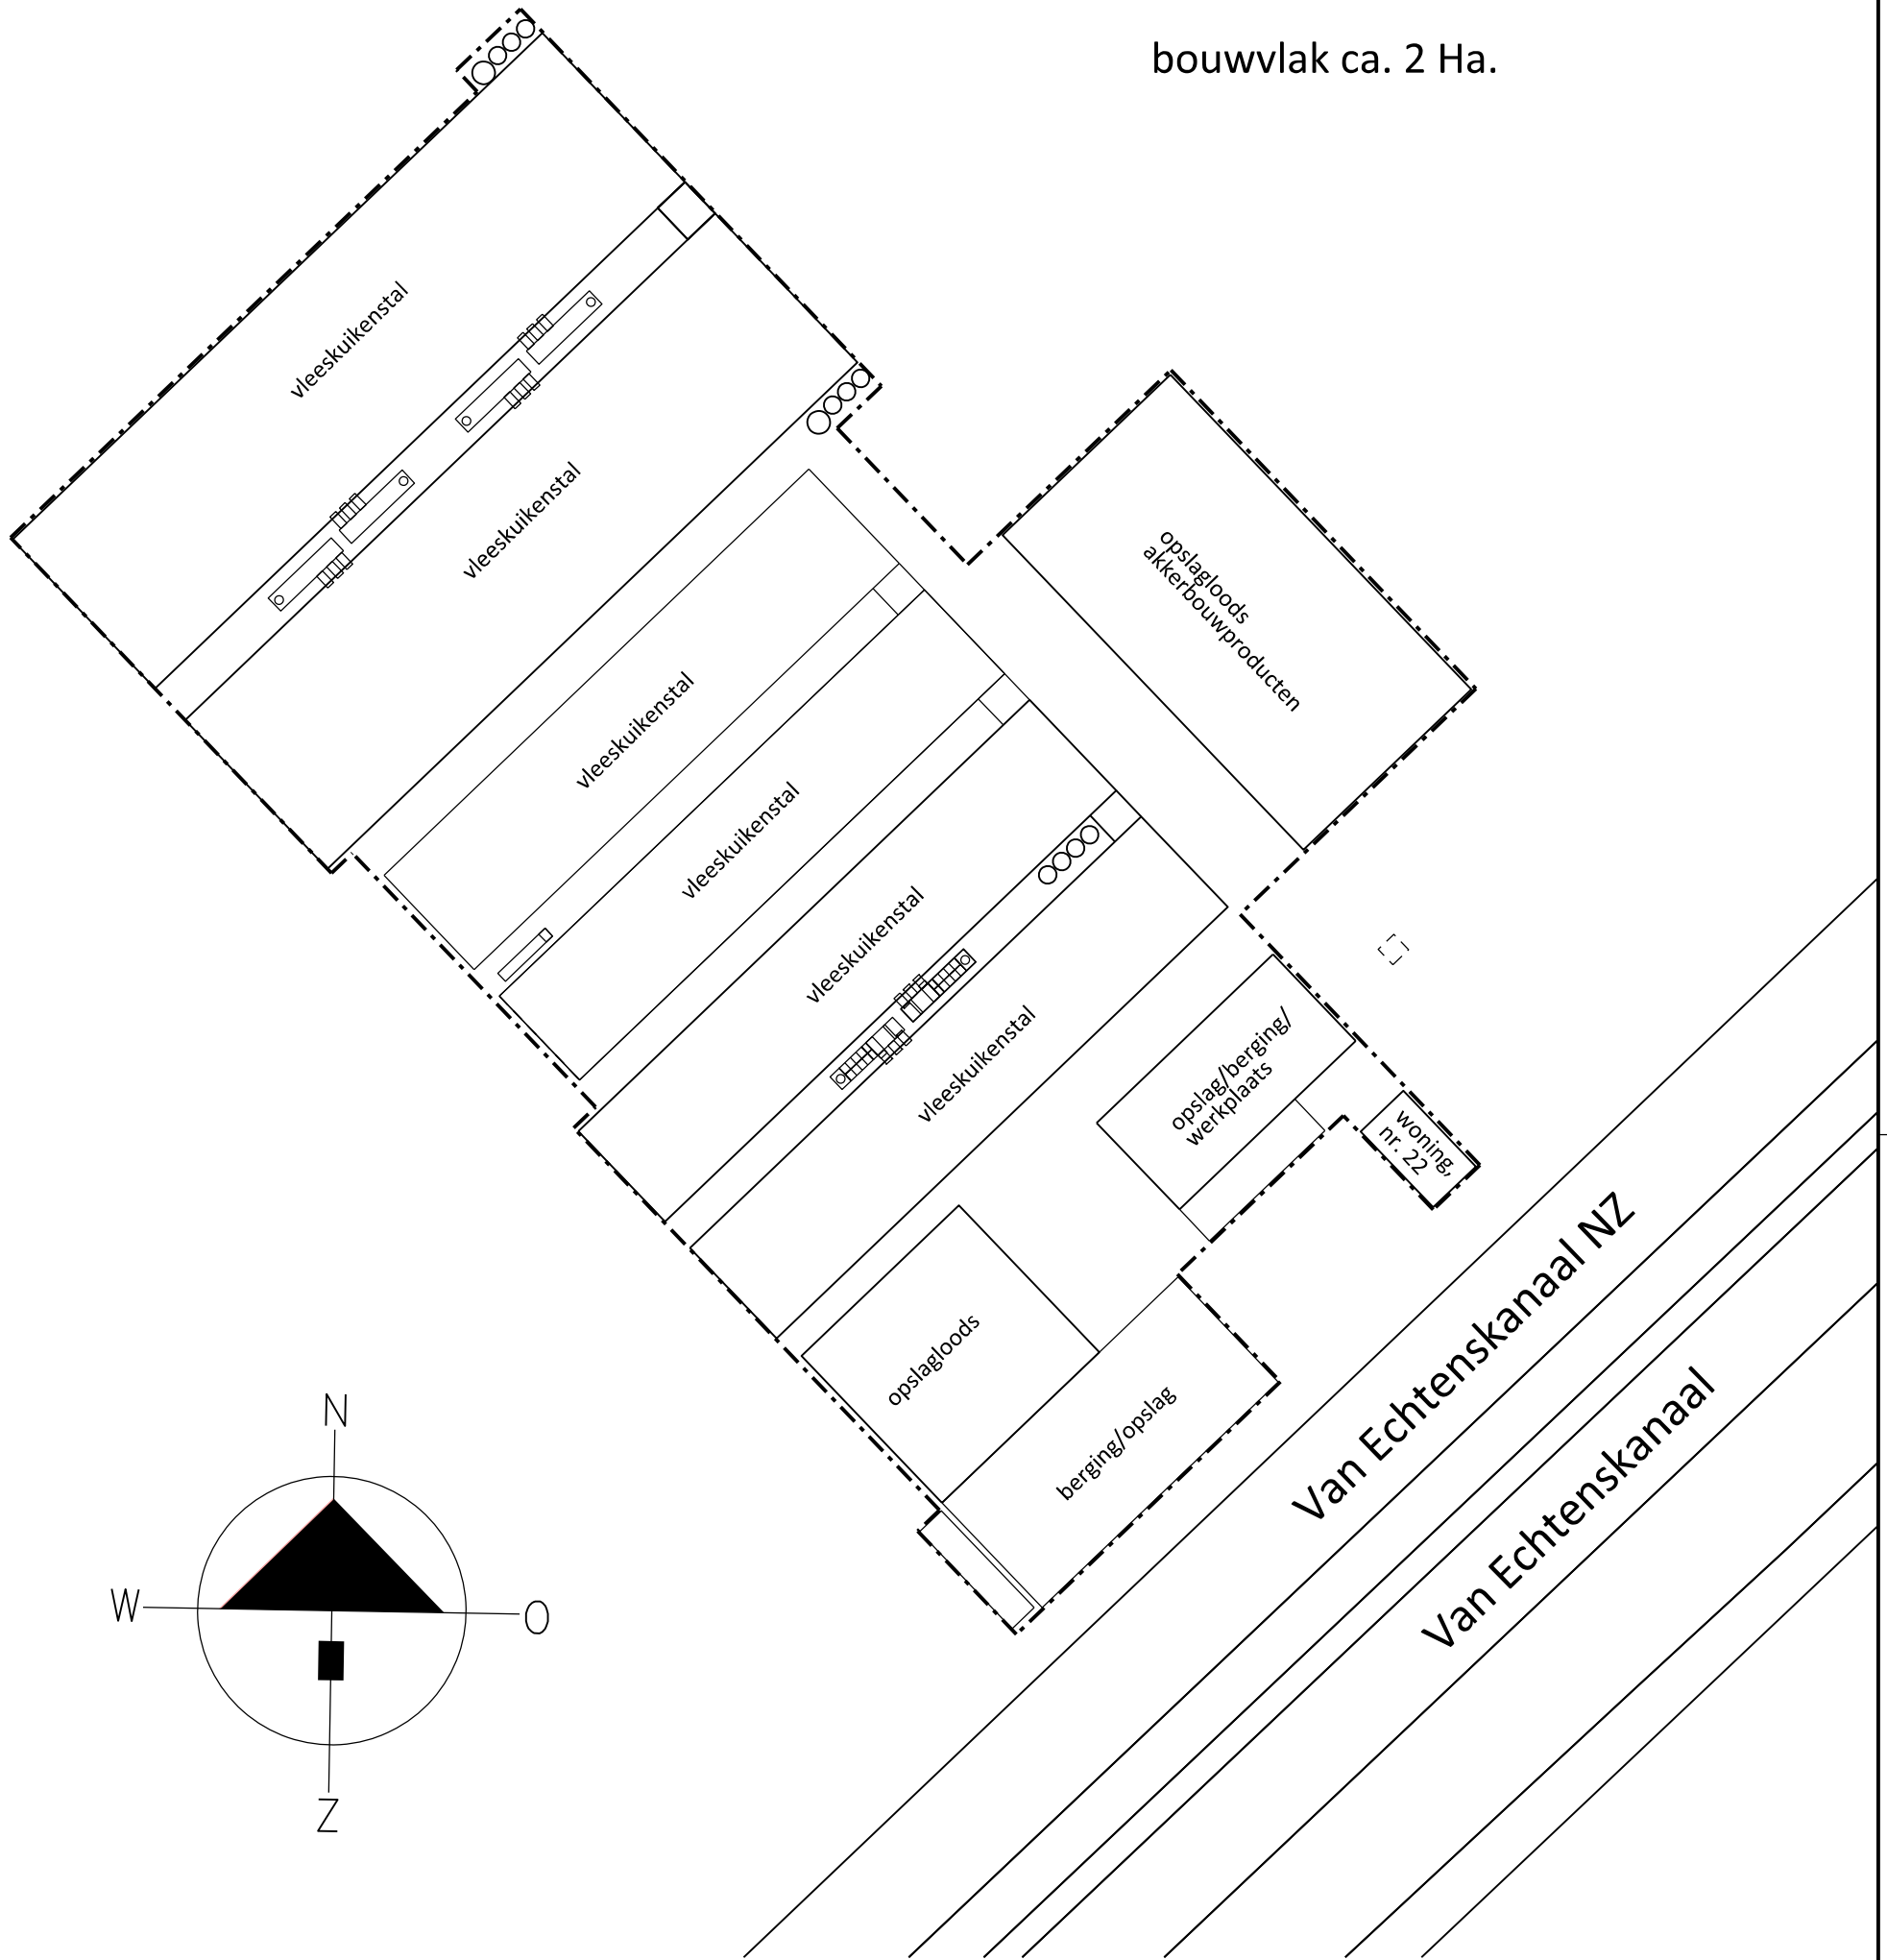 bouwvlak ca. 2 Ha.
vleeskuikenstal
vleeskuikenstal
opslagloods
akkerbouwproducten
vleeskuikenstal
vleeskuikenstal
vleeskuikenstal
vleeskuikenstal
opslag/berging/
werkplaats
woning,
nr. 22
opslagloods
berging/opslag
Van Echtenskanaal NZ
Van Echtenskanaal
N
W
O
Z